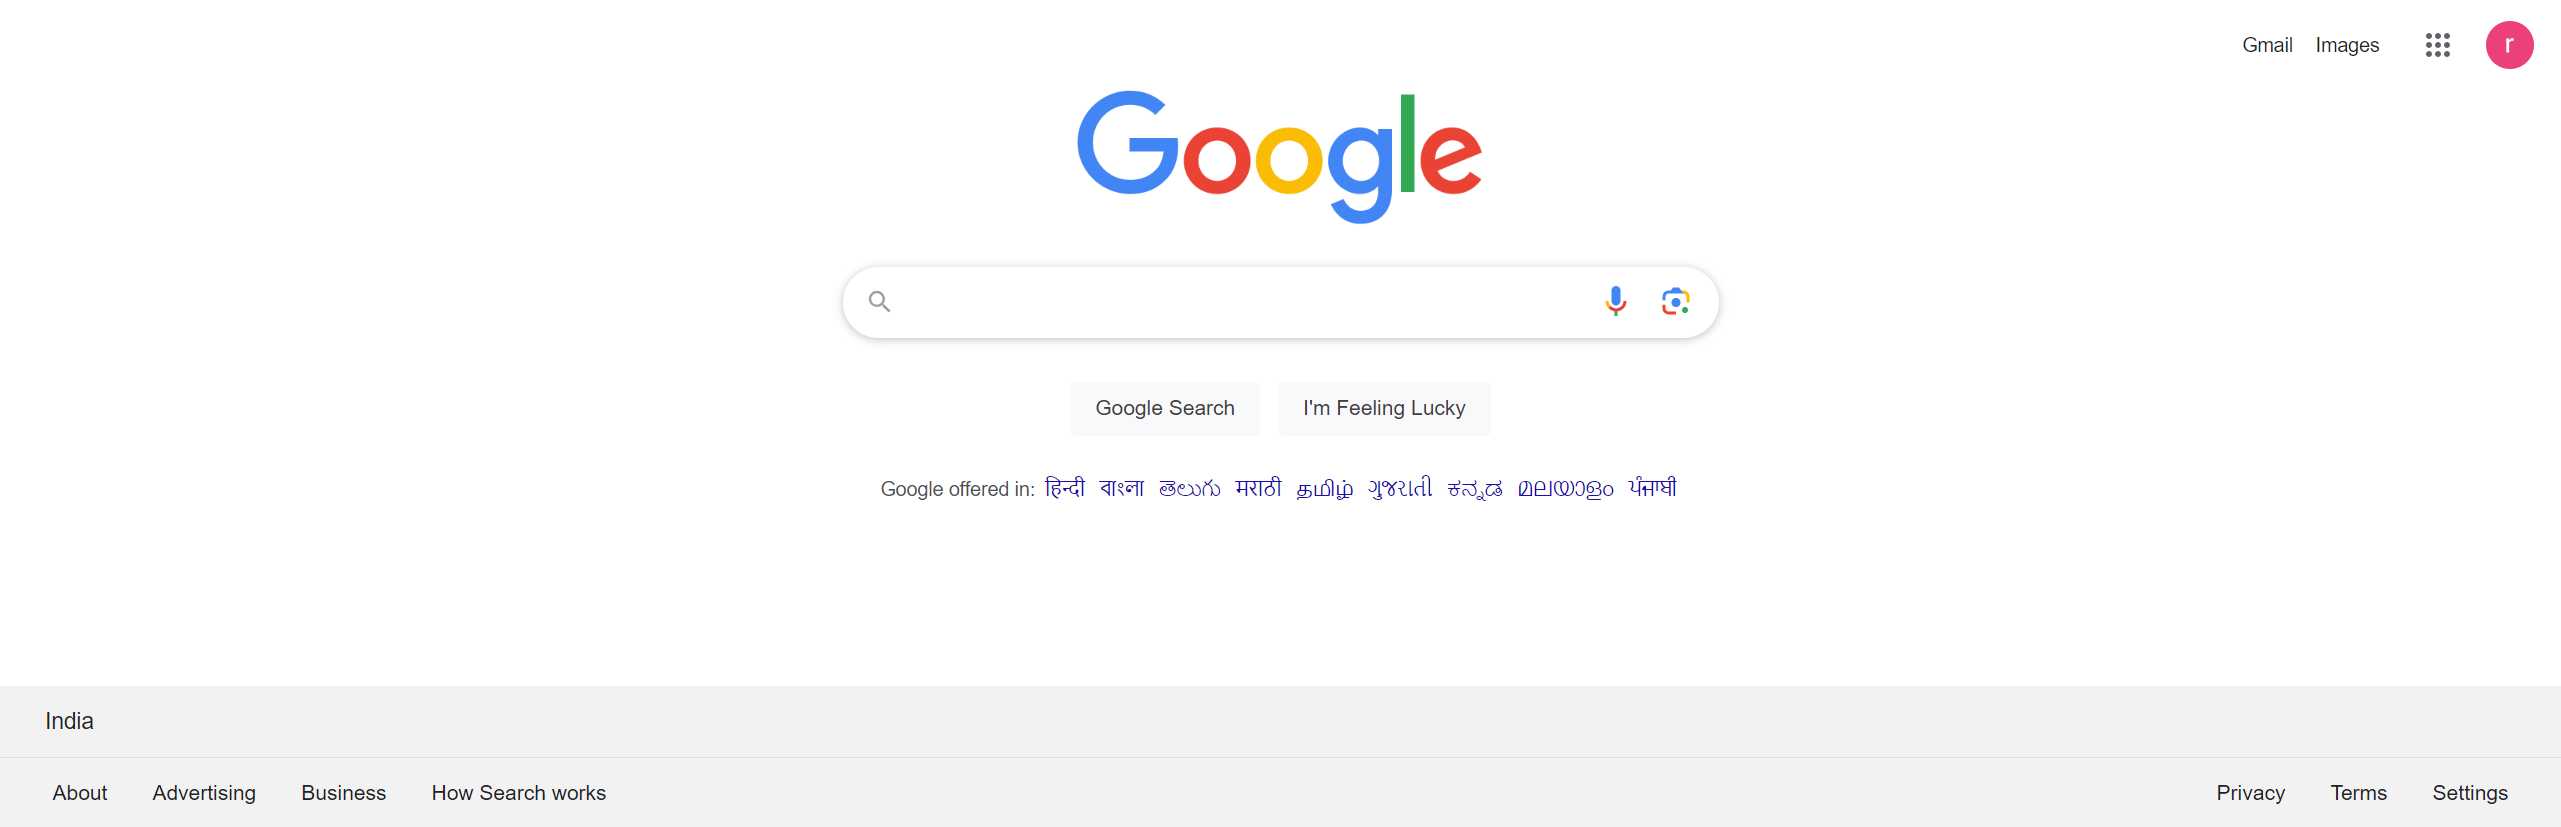 Gmail Images r
Google
Google Search I'm Feeling Lucky
Google offered in: हिन्दी বাংলা తెలుగు मराठी தமிழ் ગુજરાતી ಕನ್ನಡ മലയാളം ਪੰਜਾਬੀ
India
About Advertising Business How Search works Privacy Terms Settings